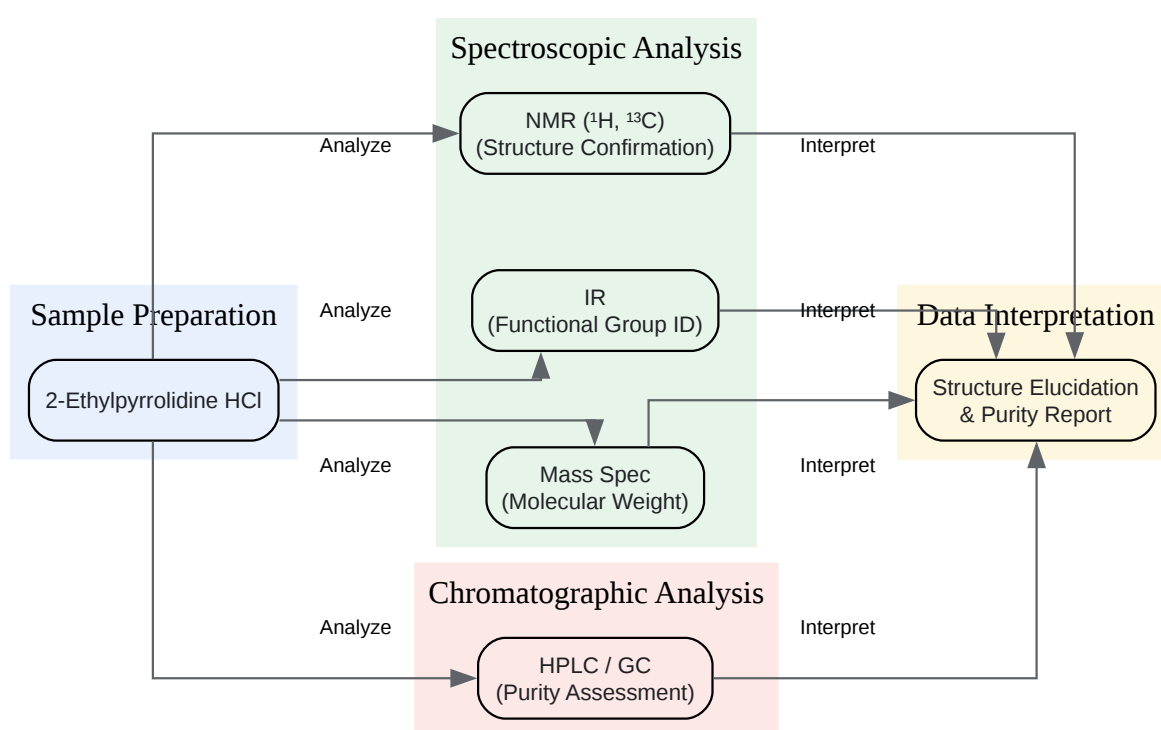 Spectroscopic Analysis
NMR (¹H, ¹³C)
(Structure Confirmation)
Analyze
Interpret
Sample Preparation
2-Ethylpyrrolidine HCl
Analyze
IR
(Functional Group ID)
Interpret
Data Interpretation
Structure Elucidation
& Purity Report
Analyze
Mass Spec
(Molecular Weight)
Interpret
Chromatographic Analysis
Analyze
HPLC / GC
(Purity Assessment)
Interpret